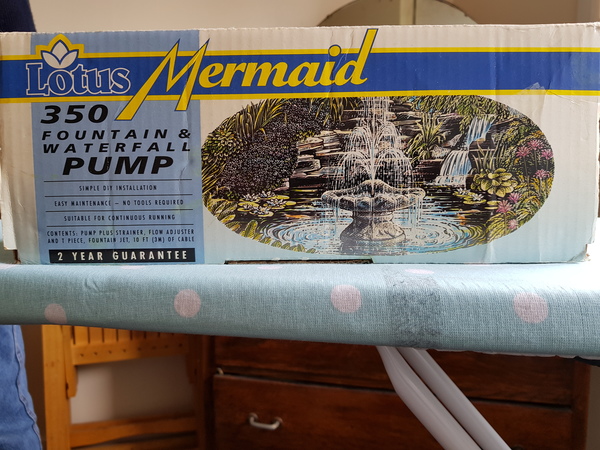 Lotus Mermaid
350
FOUNTAIN &
WATERFALL
PUMP
SIMPLE DIY INSTALLATION
EASY MAINTENANCE – NO TOOLS REQUIRED
SUITABLE FOR CONTINUOUS RUNNING
CONTENTS: PUMP PLUS STRAINER, FLOW ADJUSTER
AND T PIECE, FOUNTAIN JET, 10 FT (3M) OF CABLE
2 YEAR GUARANTEE